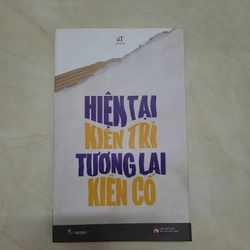 HIỆN TẠI
KIÊN TRÌ
TƯƠNG LAI
KIÊN CỐ